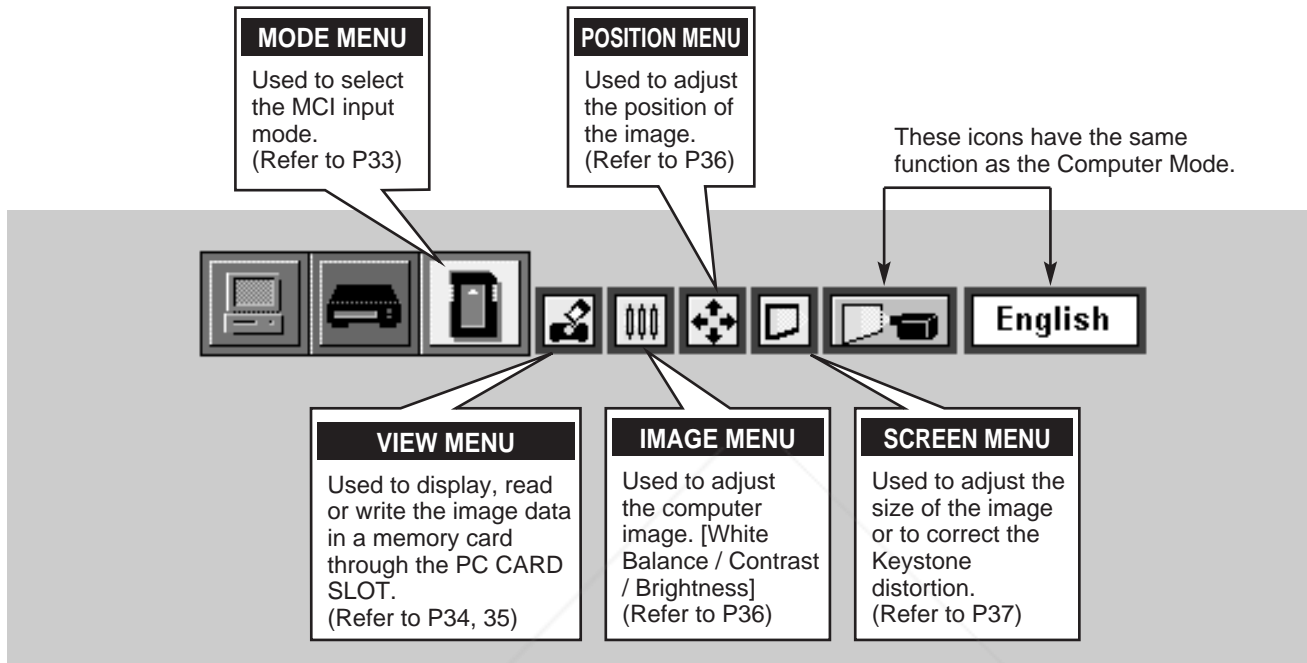 MODE MENU
Used to select
the MCI input
mode.
(Refer to P33)
POSITION MENU
Used to adjust
the position of
the image.
(Refer to P36)
These icons have the same
function as the Computer Mode.
English
VIEW MENU
Used to display, read
or write the image data
in a memory card
through the PC CARD
SLOT.
(Refer to P34, 35)
IMAGE MENU
Used to adjust
the computer
image. [White
Balance / Contrast
/ Brightness]
(Refer to P36)
SCREEN MENU
Used to adjust the
size of the image
or to correct the
Keystone
distortion.
(Refer to P37)